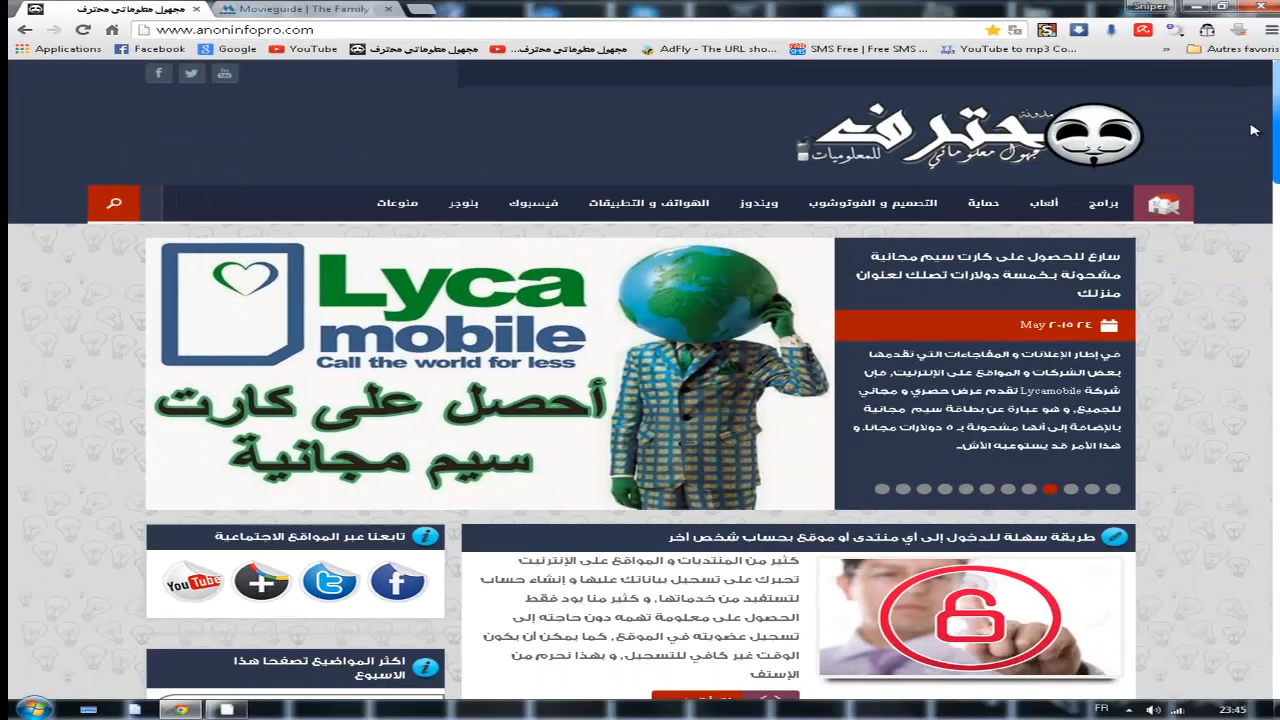 مجهول معلوماتي محترف
Movieguide | The Family
Sniper
www.anoninfopro.com
Applications
Facebook
Google
YouTube
مجهول معلوماتي محترف
مجهول معلوماتي محترف...
AdFly - The URL sho...
SMS Free | Free SMS ...
YouTube to mp3 Co...
Autres favoris
مدونة
محترف
مجهول معلوماتي
للمعلوميات
برامج
ألعاب
حماية
التصميم و الفوتوشوب
ويندوز
الهواتف و التطبيقات
فيسبوك
بلوجر
منوعات
Lyca
mobile
Call the world for less
أحصل على كارت
سيم مجانية
سارع للحصول على كارت سيم مجانية
مشحونة بخمسة دولارات تصلك لعنوان
منزلك
May ٢٤ ٢٠١٥
في إطار الإعلانات و المفاجاءات التي تقدمها
بعض الشركات و المواقع على الإنترنيت, فإن
شركة Lycamobile تقدم عرض حصري و مجاني
للجميع, و هو عبارة عن بطاقة سيم مجانية
بالإضافة إلى أنها مشحونة بـ ٥ دولارات مجانا. و
هذا الأمر قد يستوعبه الأش...
طريقة سهلة للدخول إلى أي منتدى أو موقع بحساب شخص آخر
كثير من المنتديات و المواقع على الإنترنيت
تجبرك على تسجيل بياناتك عليها و إنشاء حساب
لتستفيد من خدماتها, و كثير منا يود فقط
الحصول على معلومة تهمه دون حاجته إلى
تسجيل عضويته في الموقع, كما يمكن أن يكون
الوقت غير كافي للتسجيل, و بهذا نحرم من
الإستف
تابعنا عبر المواقع الاجتماعية
YouTube
اكثر المواضيع تصفحا هذا
الاسبوع
FR
23:45